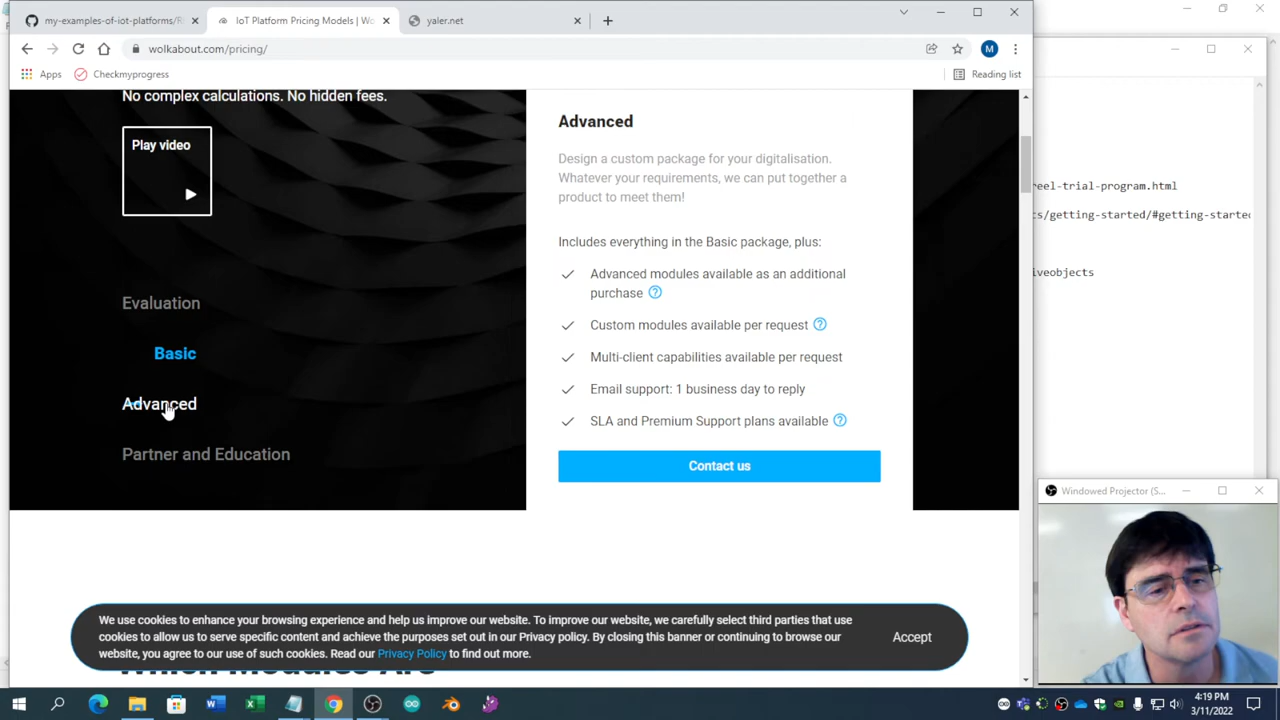 my-examples-of-iot-platforms/R
IoT Platform Pricing Models | Wo
yaler.net
wolkabout.com/pricing/
M
Apps
Checkmyprogress
Reading list
No complex calculations. No hidden fees.
Play video
Evaluation
Basic
Advanced
Partner and Education
Advanced
Design a custom package for your digitalisation.
Whatever your requirements, we can put together a
product to meet them!
Includes everything in the Basic package, plus:
Advanced modules available as an additional
purchase
Custom modules available per request
Multi-client capabilities available per request
Email support: 1 business day to reply
SLA and Premium Support plans available
Contact us
reel-trial-program.html
ts/getting-started/#getting-started
iveobjects
Windowed Projector (S...
We use cookies to enhance your browsing experience and help us improve our website. To improve our website, we carefully select third parties that use
cookies to allow us to serve specific content and achieve the purposes set out in our Privacy policy. By closing this banner or continuing to browse our
website, you agree to our use of such cookies. Read our Privacy Policy to find out more.
Accept
Which Modules Are
4:19 PM
3/11/2022